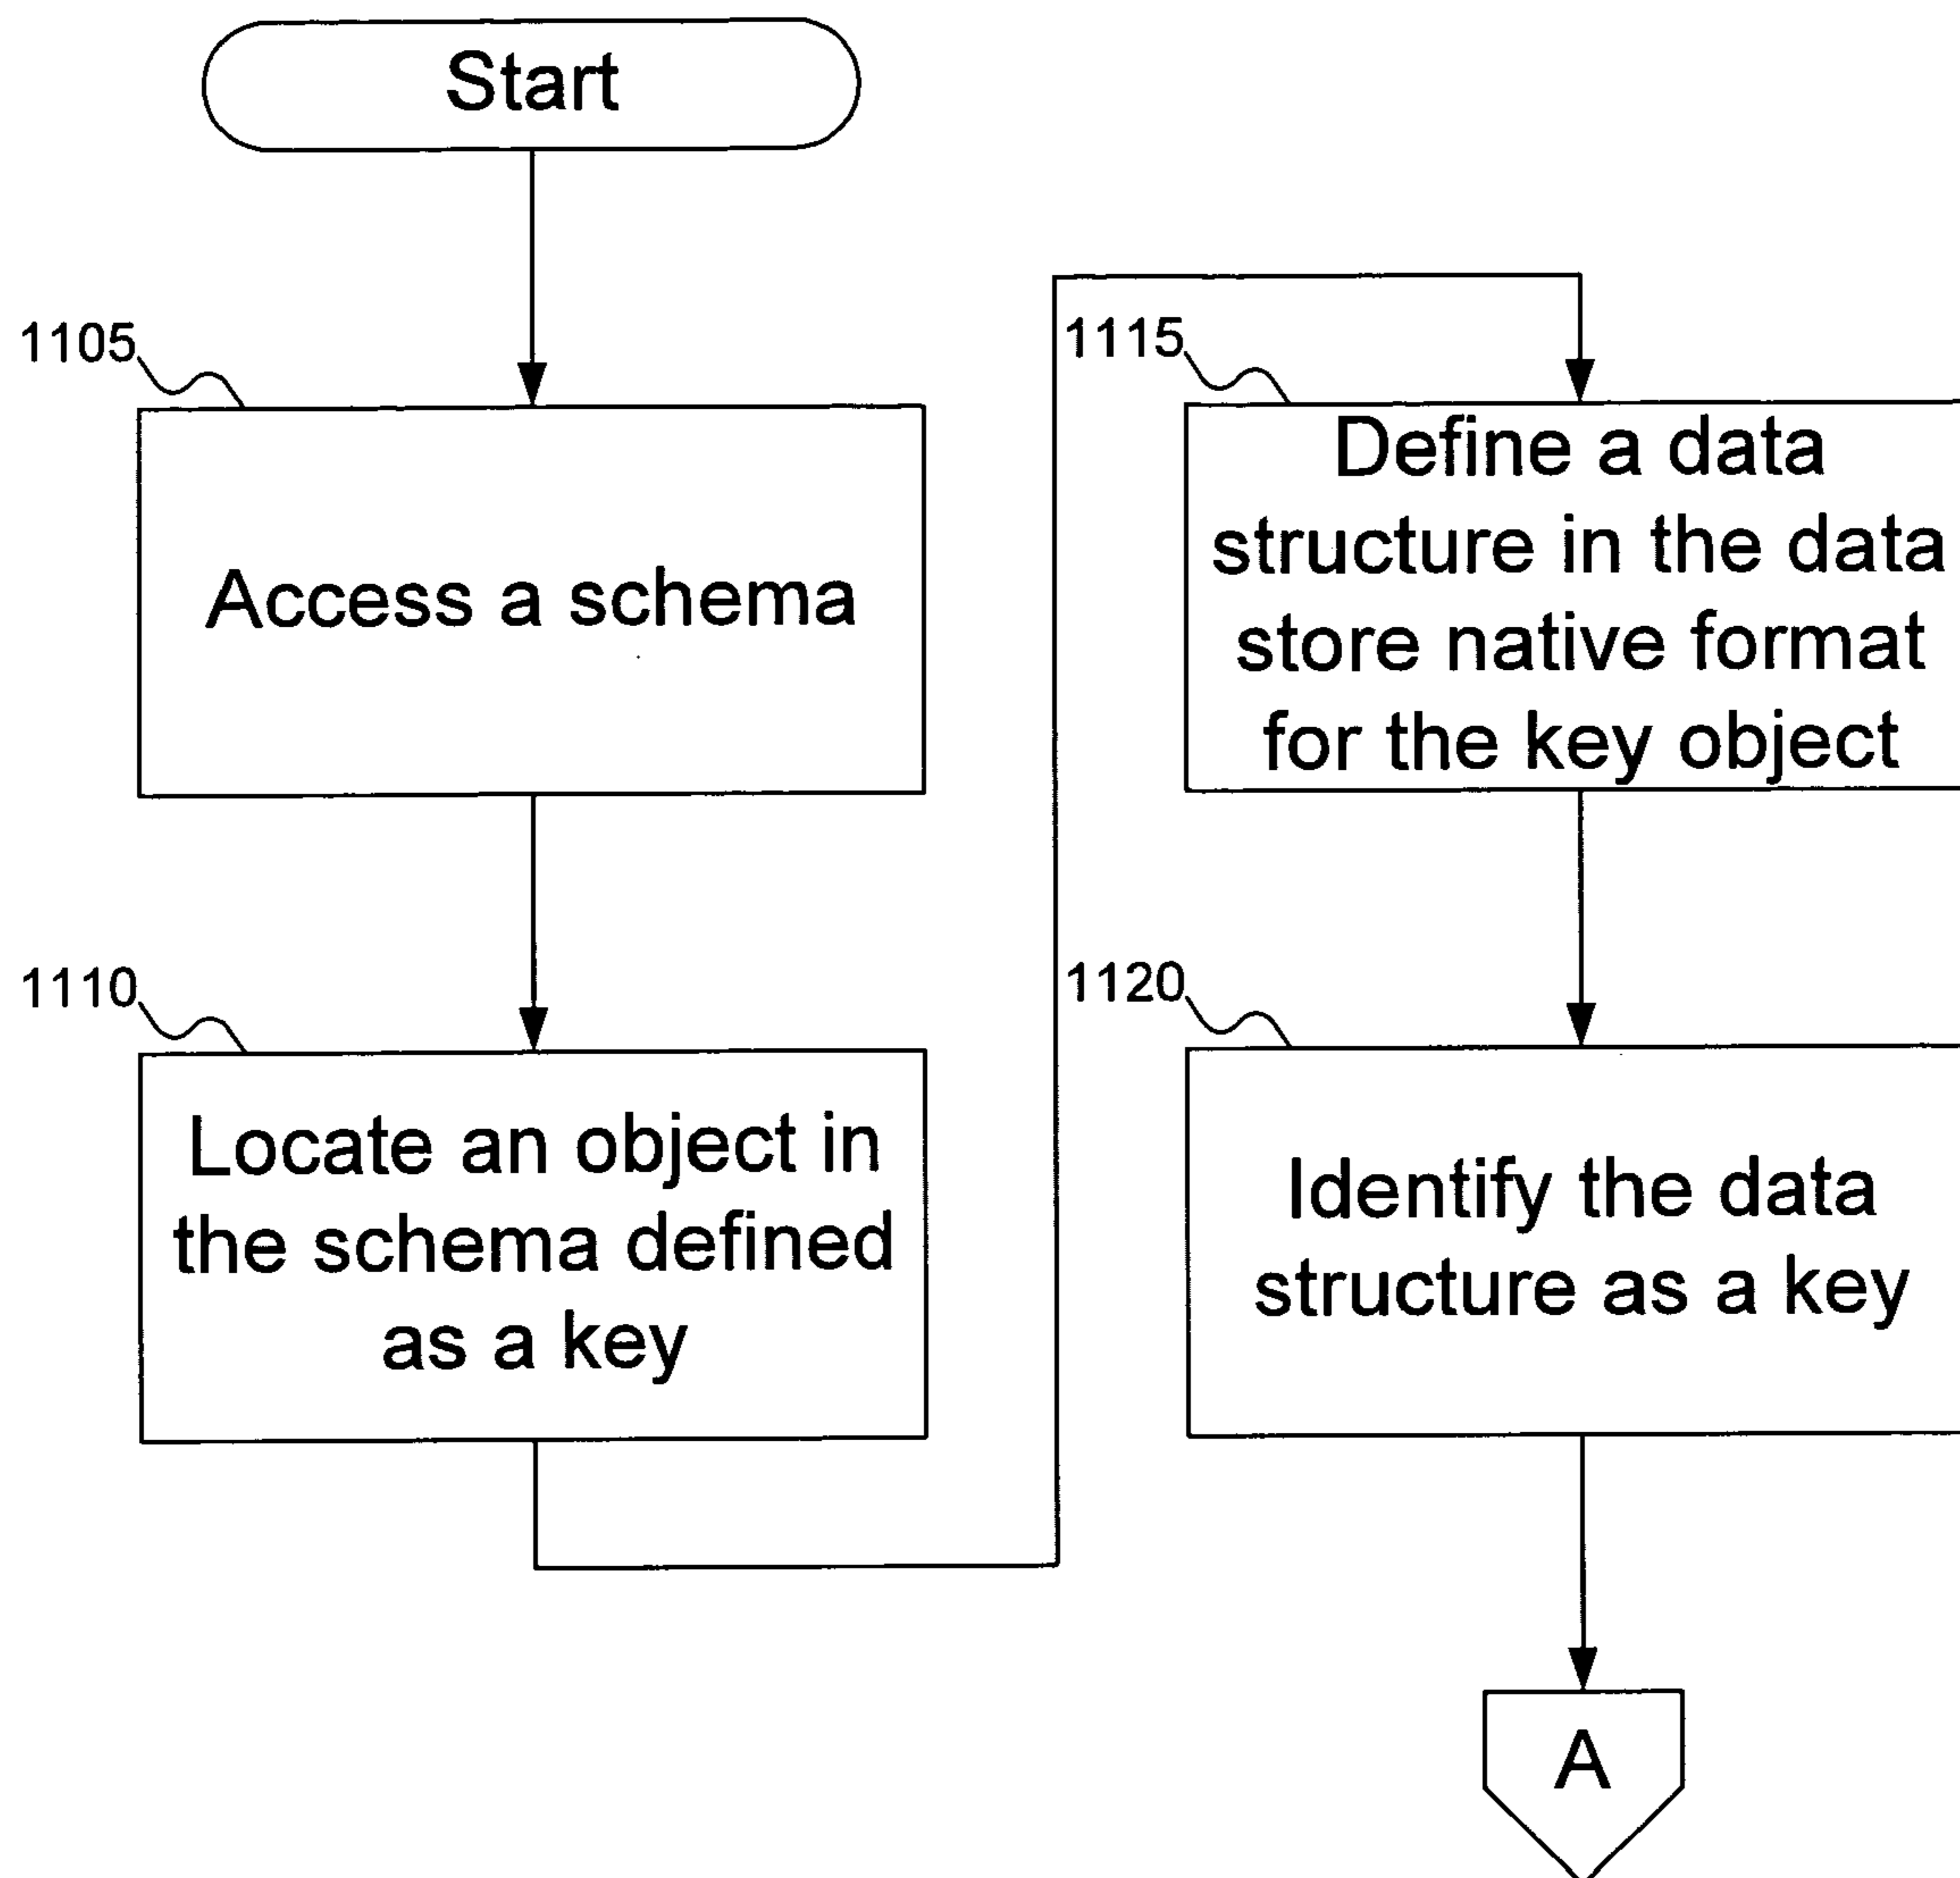 Start
1105
Access a schema
1110
Locate an object in
the schema defined
as a key
1115
Define a data
structure in the data
store native format
for the key object
1120
Identify the data
structure as a key
A